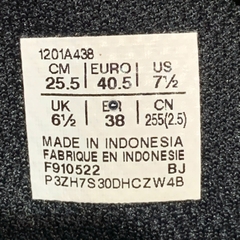 1201A438
CM EURO US
25.5 40.5 7½
UK CN
6½ 38 255(2.5)
MADE IN INDONESIA
FABRIQUE EN INDONESIE
F910522 BJ
P3ZH7S30DHCZW4B